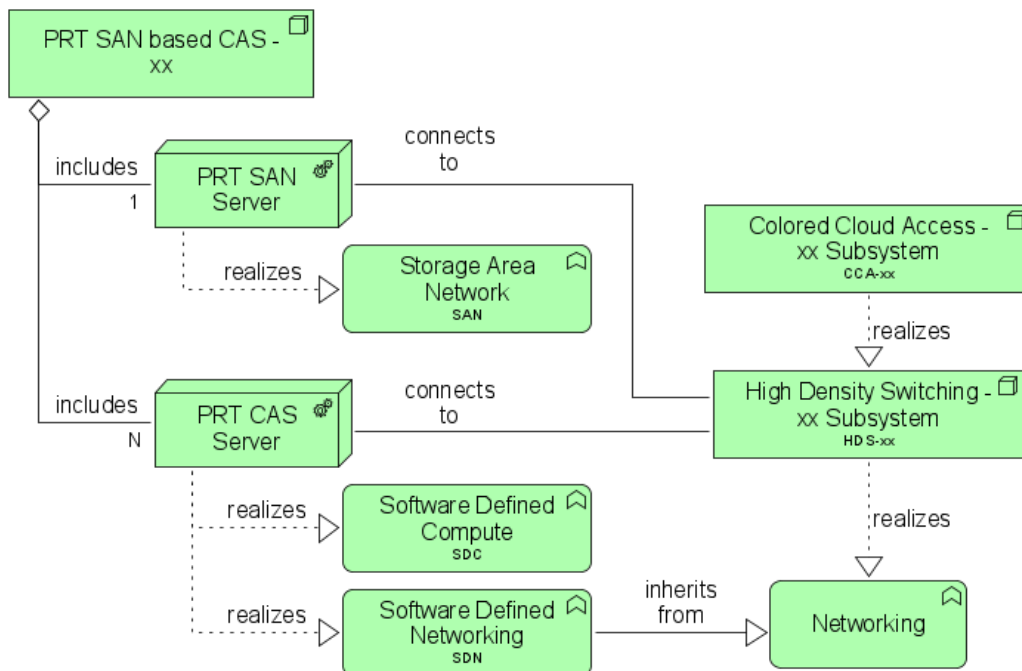 PRT SAN based CAS -
xx
includes
1
PRT SAN
Server
connects
to
realizes
Storage Area
Network
SAN
Colored Cloud Access -
xx Subsystem
CCA-xx
realizes
includes
N
PRT CAS
Server
connects
to
High Density Switching -
xx Subsystem
HDS-xx
realizes
Software Defined
Compute
SDC
realizes
realizes
Software Defined
Networking
SDN
inherits
from
Networking